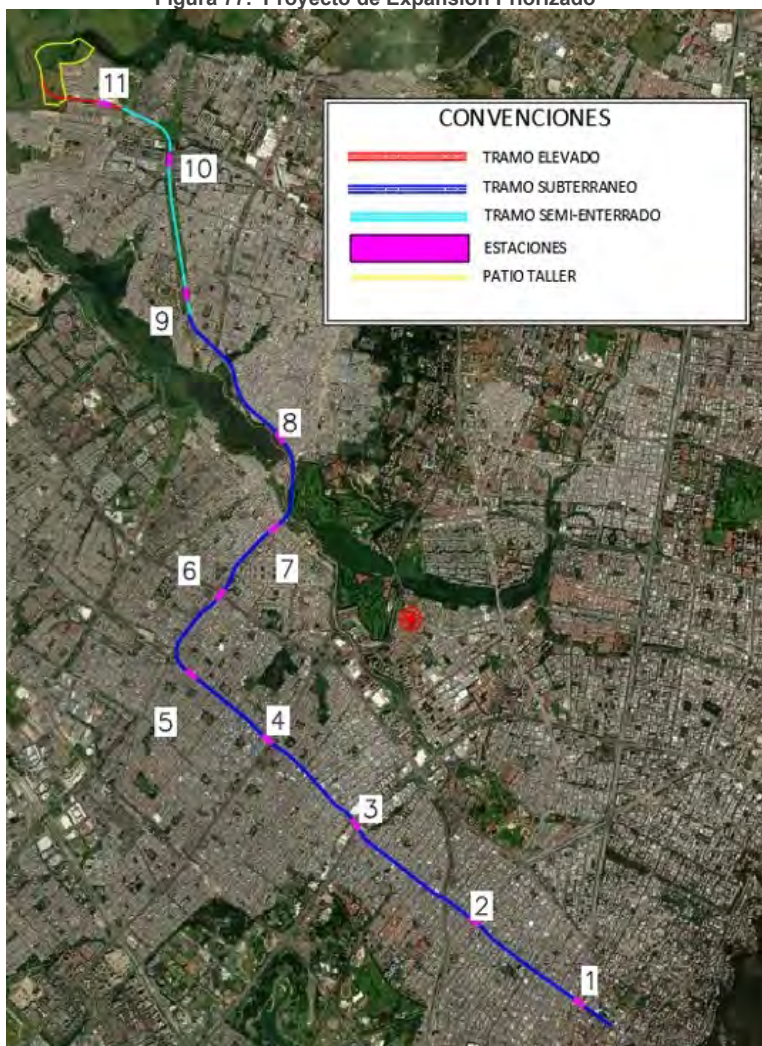 Figura 77. Proyecto de Expansión Priorizado
CONVENCIONES
TRAMO ELEVADO
TRAMO SUBTERRANEO
TRAMO SEMI-ENTERRADO
ESTACIONES
PATIO TALLER
11
10
9
8
7
6
5
4
3
2
1